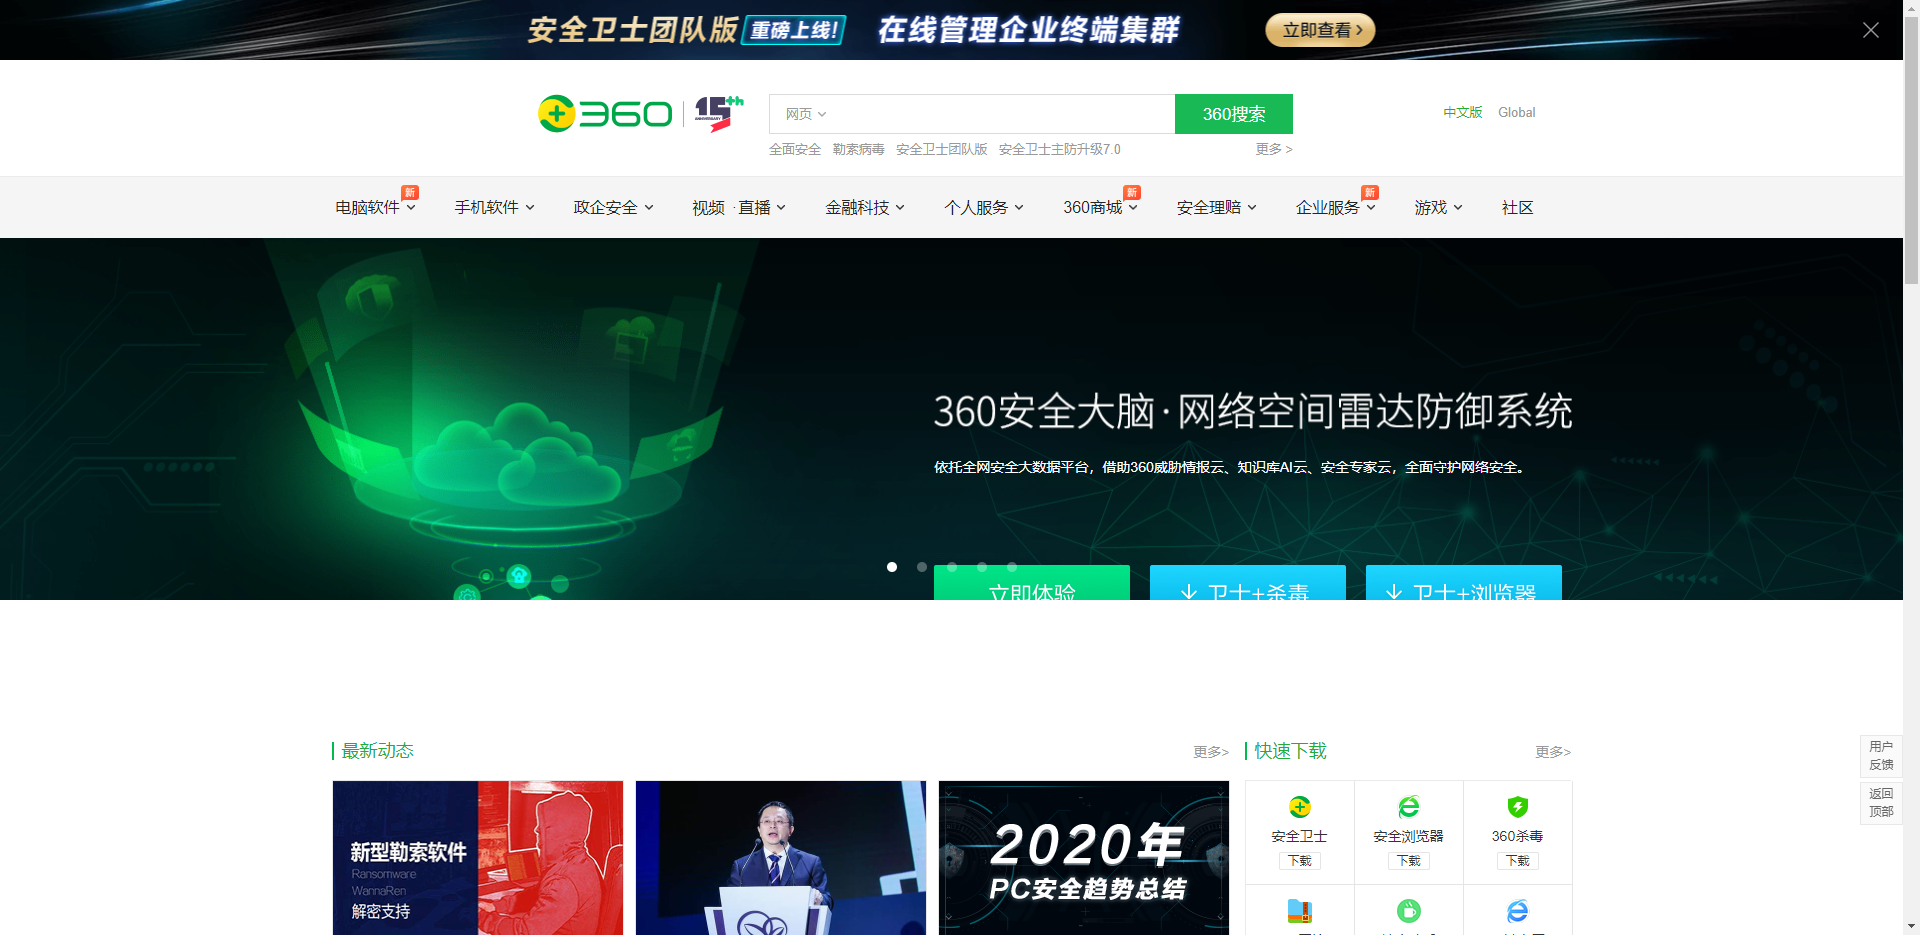 安全卫士团队版 重磅上线! 在线管理企业终端集群 立即查看 ›
360 15th ANNIVERSARY
网页
360搜索
中文版 Global
全面安全 勒索病毒 安全卫士团队版 安全卫士主防升级7.0 更多 >
电脑软件 新 手机软件 政企安全 视频 · 直播 金融科技 个人服务 360商城 新 安全理赔 企业服务 新 游戏 社区
360安全大脑·网络空间雷达防御系统
依托全网安全大数据平台，借助360威胁情报云、知识库AI云、安全专家云，全面守护网络安全。
立即体验 卫士+杀毒 卫士+浏览器
最新动态 更多>
快速下载 更多>
新型勒索软件
Ransomware
WannaRen
解密支持
2020年
PC安全趋势总结
安全卫士 安全浏览器 360杀毒
下载 下载 下载
用户
反馈
返回
顶部